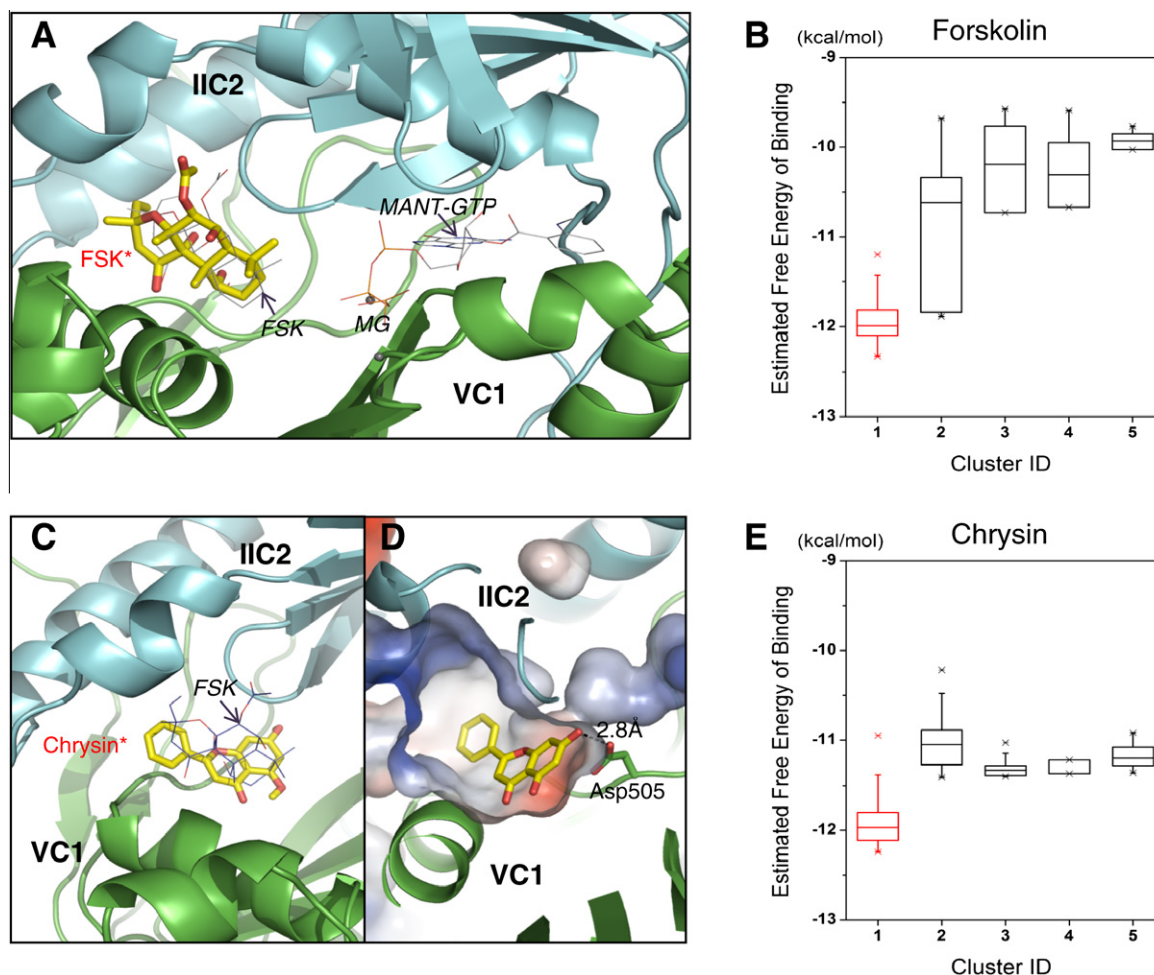 A
IIC2
FSK*
FSK
MANT-GTP
MG
VC1
B
(kcal/mol)
Forskolin
Estimated Free Energy of Binding
-9
-10
-11
-12
-13
1 2 3 4 5
Cluster ID
C
IIC2
FSK
Chrysin*
VC1
D
IIC2
2.8Å
Asp505
VC1
E
(kcal/mol)
Chrysin
Estimated Free Energy of Binding
-9
-10
-11
-12
-13
1 2 3 4 5
Cluster ID